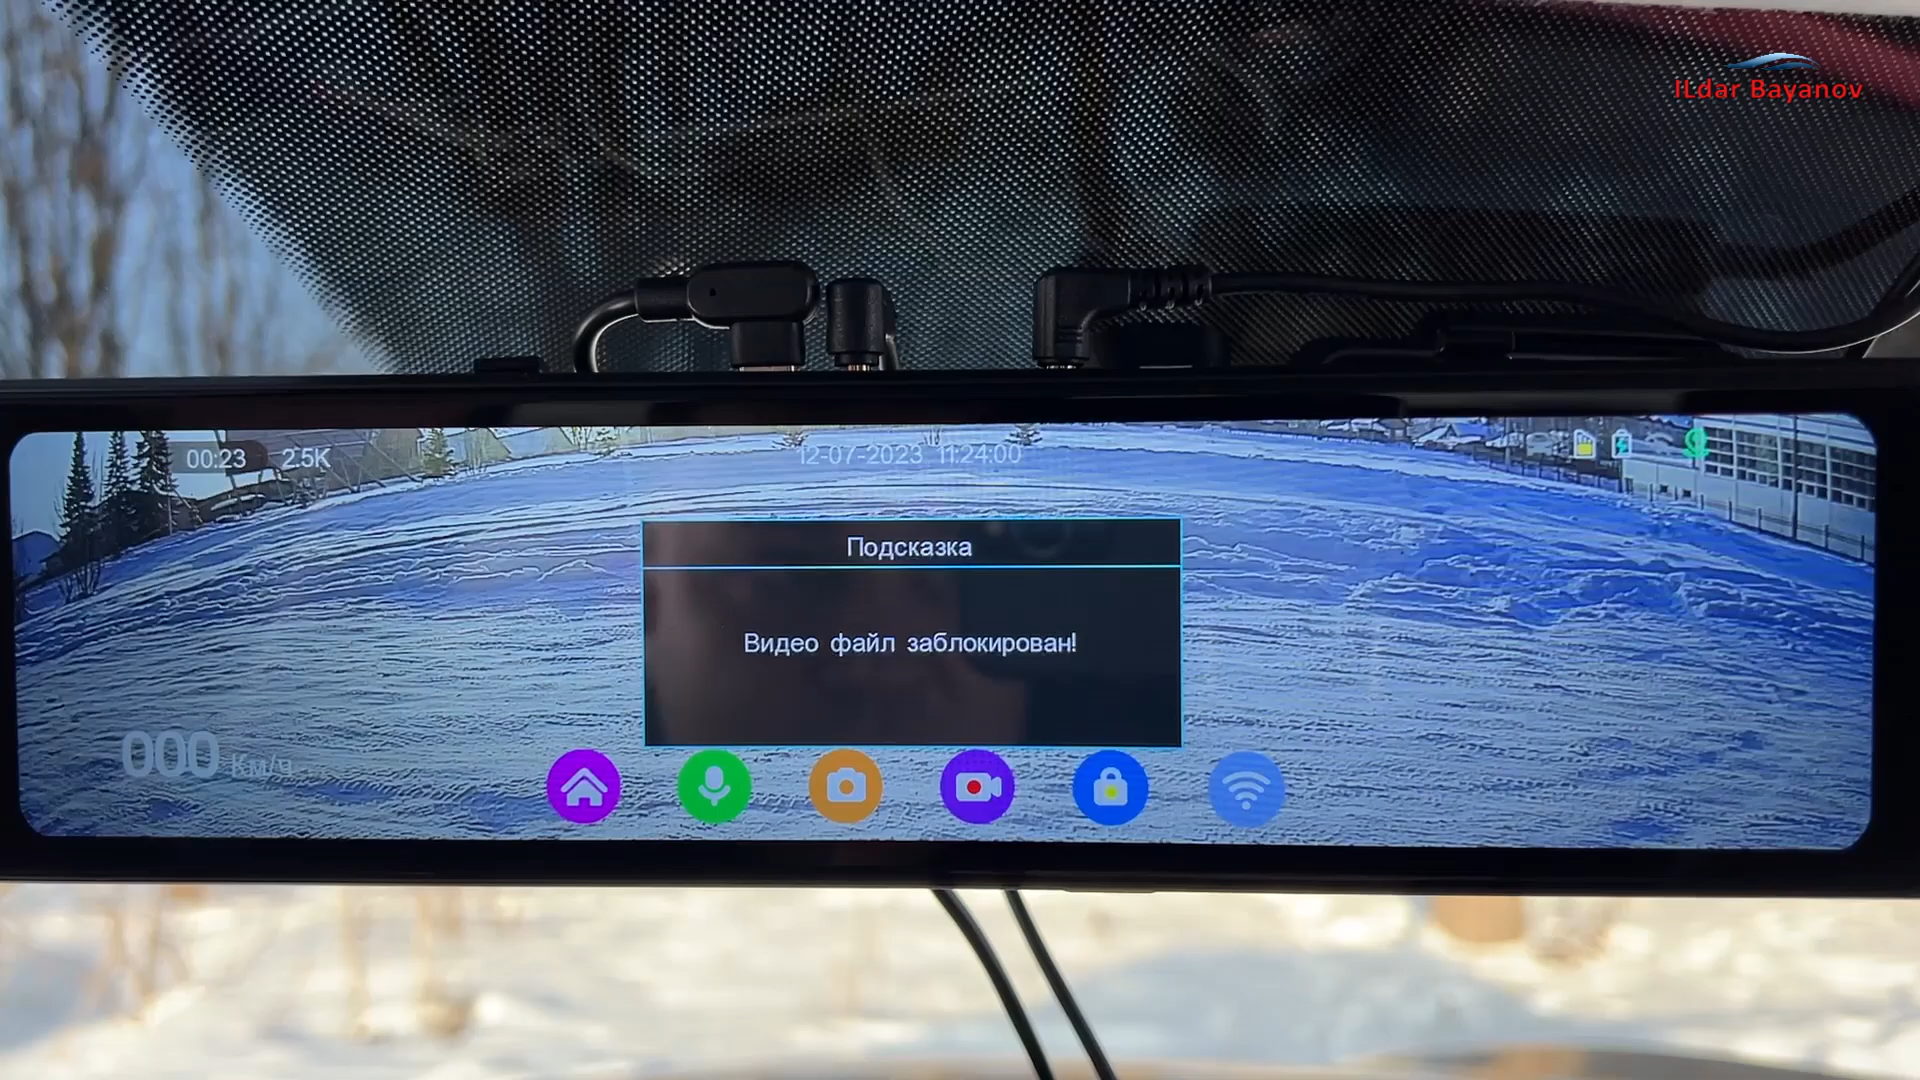 ILdar Bayanov
00:23 2.5K 12-07-2023 11:24:00
Подсказка
Видео файл заблокирован!
000 Км/ч